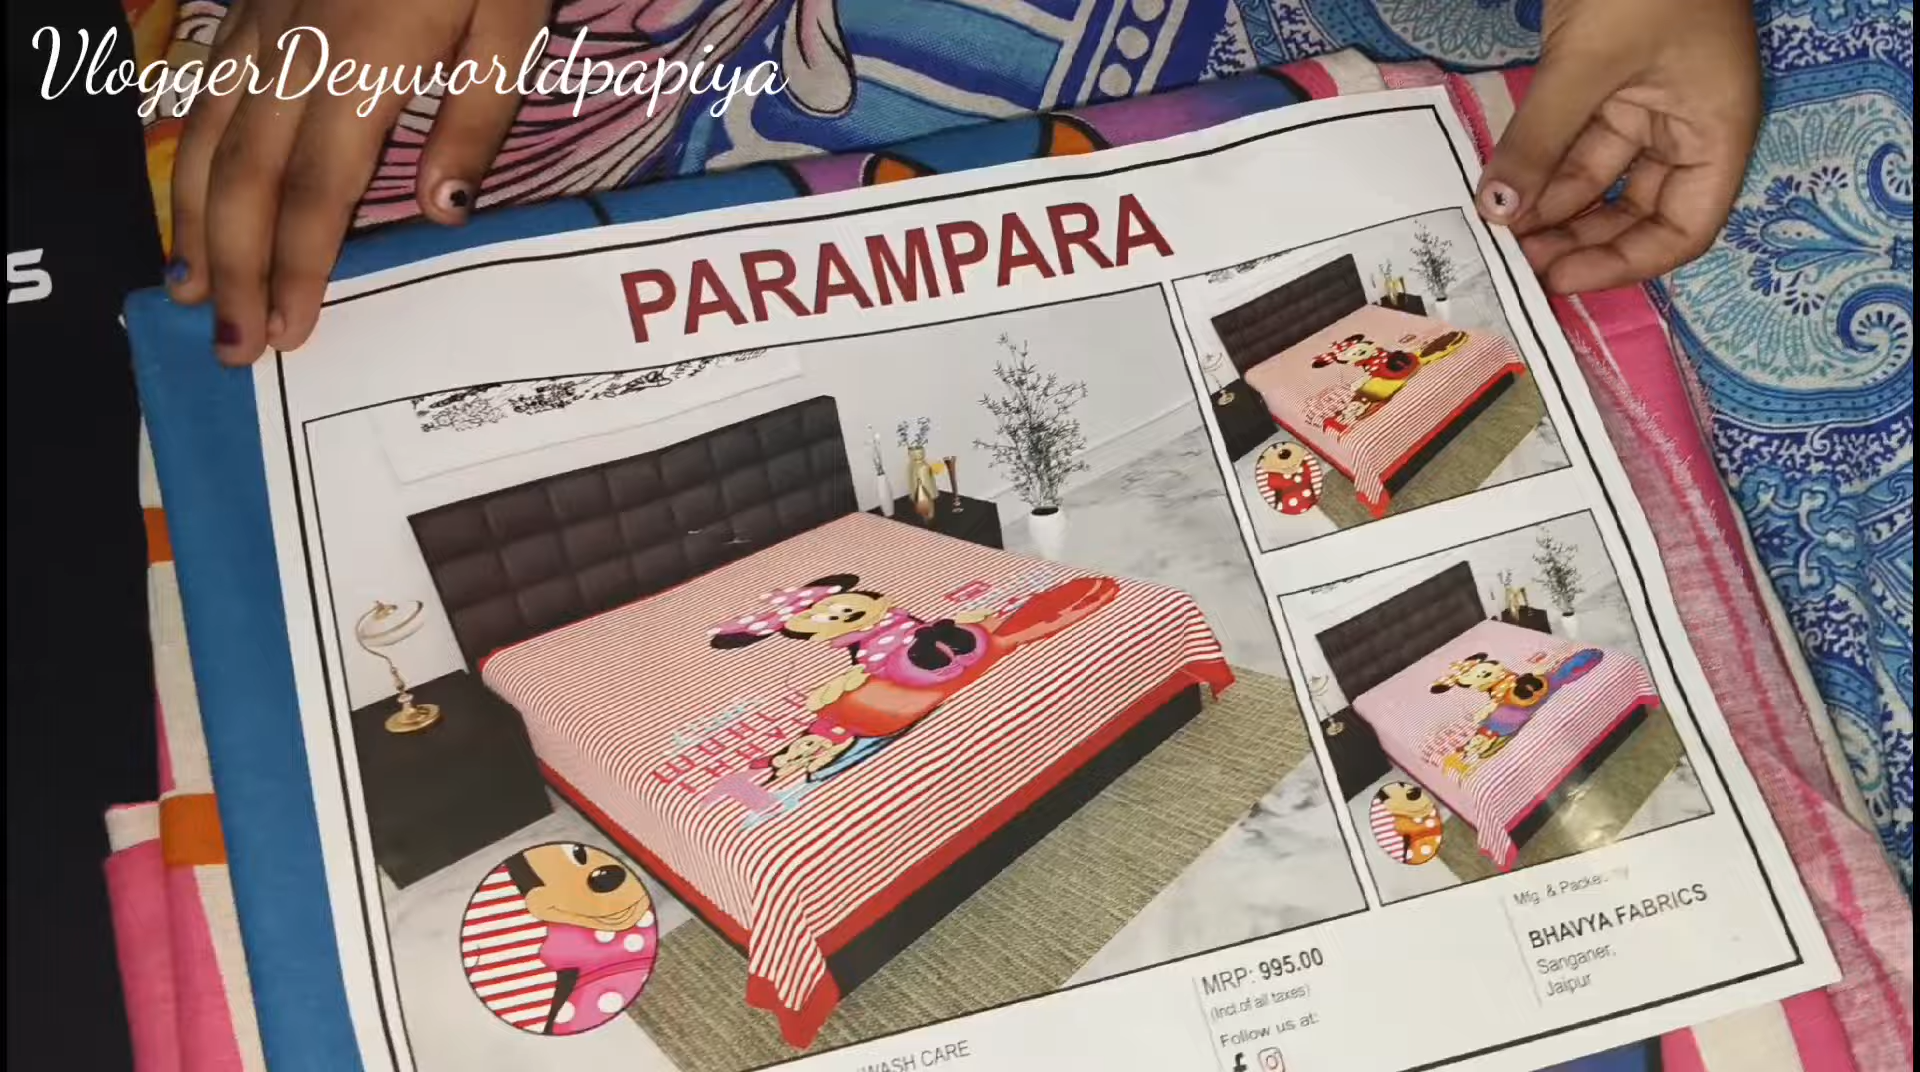 VloggerDeyworldpapiya
S
PARAMPARA
Mfg. & Packed by
BHAVYA FABRICS
Sanganer,
Jaipur
MRP: 995.00
(Incl.of all taxes)
Follow us at:
WASH CARE